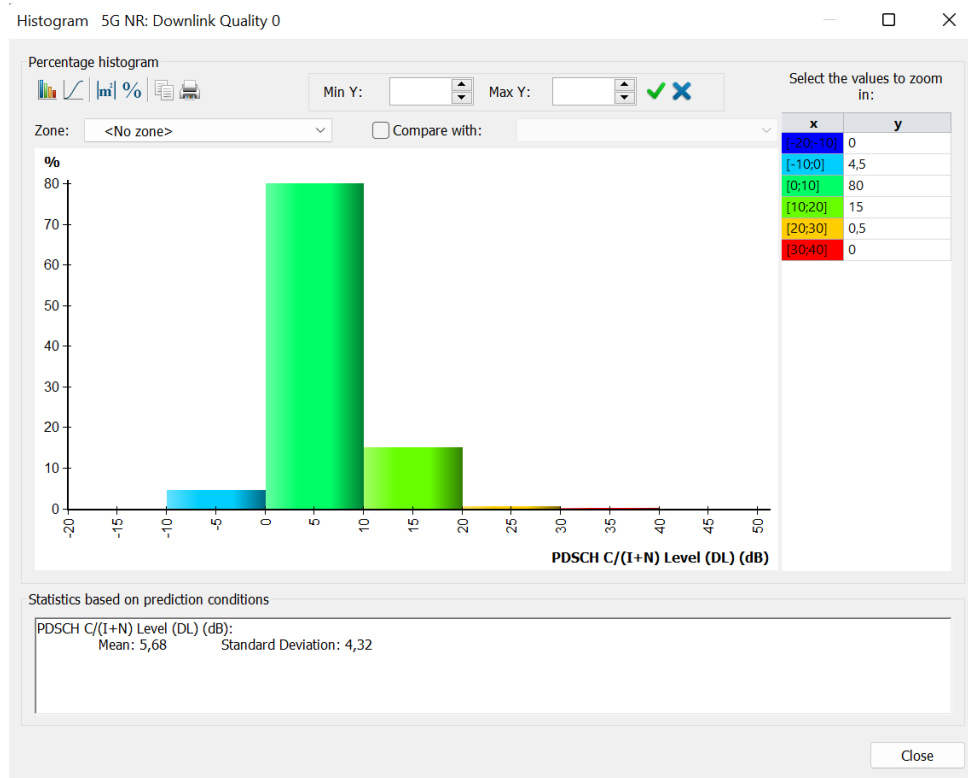 Histogram 5G NR: Downlink Quality 0
Percentage histogram
m² %
Min Y:
Max Y:
Select the values to zoom
in:
Zone: <No zone>
Compare with:
x y
[-20;-10] 0
[-10;0] 4,5
[0;10] 80
[10;20] 15
[20;30] 0,5
[30;40] 0
%
80
70
60
50
40
30
20
10
0
-20 -15 -10 -5 0 5 10 15 20 25 30 35 40 45 50
PDSCH C/(I+N) Level (DL) (dB)
Statistics based on prediction conditions
PDSCH C/(I+N) Level (DL) (dB):
Mean: 5,68 Standard Deviation: 4,32
Close